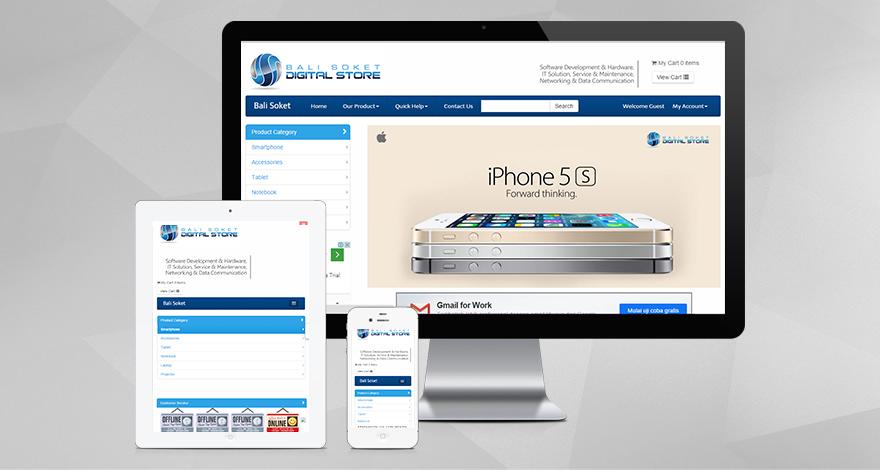 BALI SOKET
DIGITAL STORE
Software Development & Hardware,
IT Solution, Service & Maintenance,
Networking & Data Communication
My Cart 0 items
View Cart
Bali Soket
Home
Our Product
Quick Help
Contact Us
Search
Welcome Guest
My Account
Product Category
Smartphone
Accessories
Tablet
Notebook
BALI SOKET
DIGITAL STORE
iPhone 5 S
Forward thinking.
Trial
Gmail for Work
Mulai uji coba gratis
BALI SOKET
DIGITAL STORE
Software Development & Hardware,
IT Solution, Service & Maintenance,
Networking & Data Communication
My Cart 0 items
View Cart
Bali Soket
Product Category
Smartphone
Accessories
Tablet
Notebook
Laptop
Projector
Customer Service
OFFLINE
OFFLINE
OFFLINE
ONLINE
BALI SOKET
DIGITAL STORE
Software Development & Hardware,
IT Solution, Service & Maintenance,
Networking & Data Communication
My Cart 0 items
View Cart
Bali Soket
Product Category
Smartphone
Accessories
Tablet
Notebook